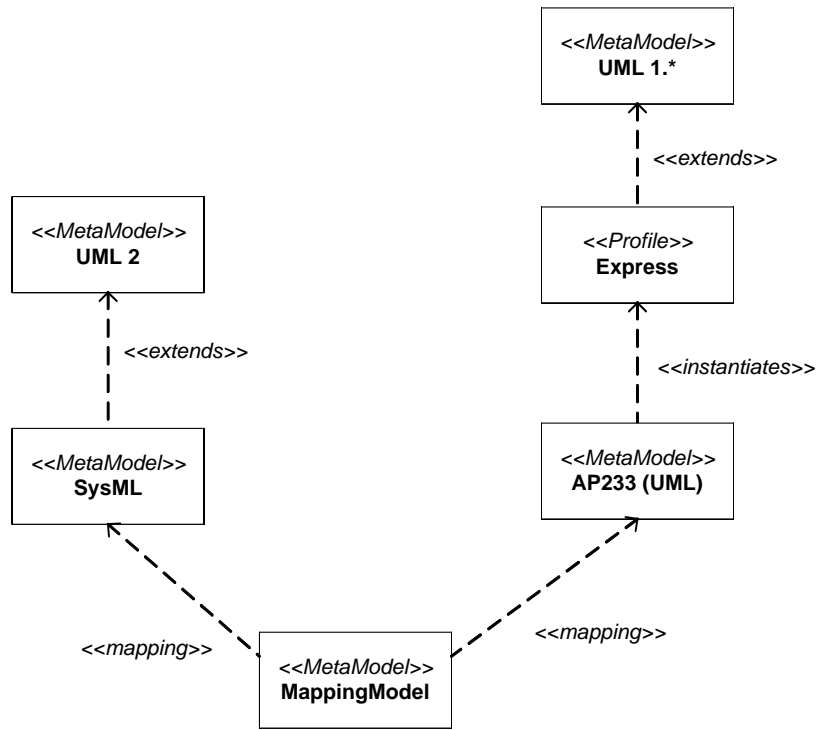 <<MetaModel>>
UML 1.*
<<extends>>
<<MetaModel>>
UML 2
<<Profile>>
Express
<<extends>>
<<instantiates>>
<<MetaModel>>
SysML
<<MetaModel>>
AP233 (UML)
<<mapping>>
<<mapping>>
<<MetaModel>>
MappingModel